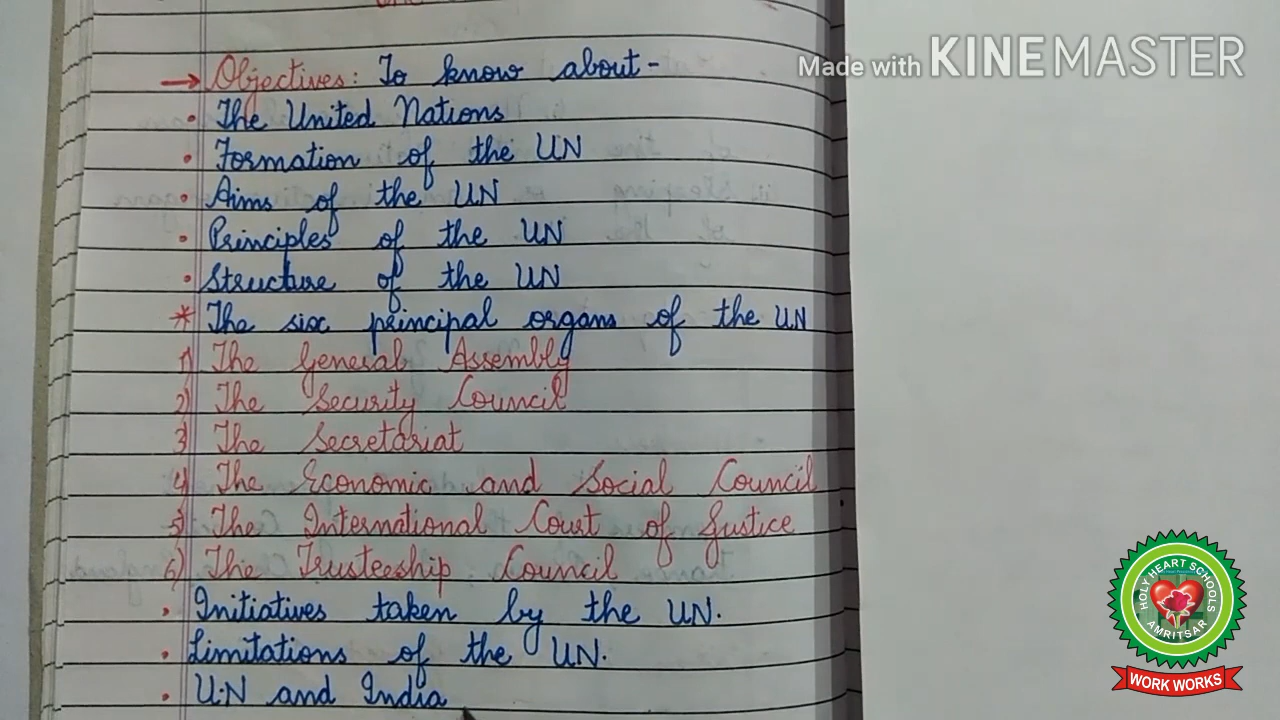 Made with KINEMASTER
→ Objectives: To know about-
• The United Nations
• Formation of the UN
• Aims of the UN
• Principles of the UN
• Structure of the UN
* The six principal organs of the U.N
1) The General Assembly
2) The Security Council
3) The Secretariat
4) The Economic and Social Council
5) The International Court of Justice
6) The Trusteeship Council
• Initiatives taken by the UN.
• Limitations of the UN.
• U.N and India
HOLY HEART SCHOOLS
AMRITSAR
WORK WORKS